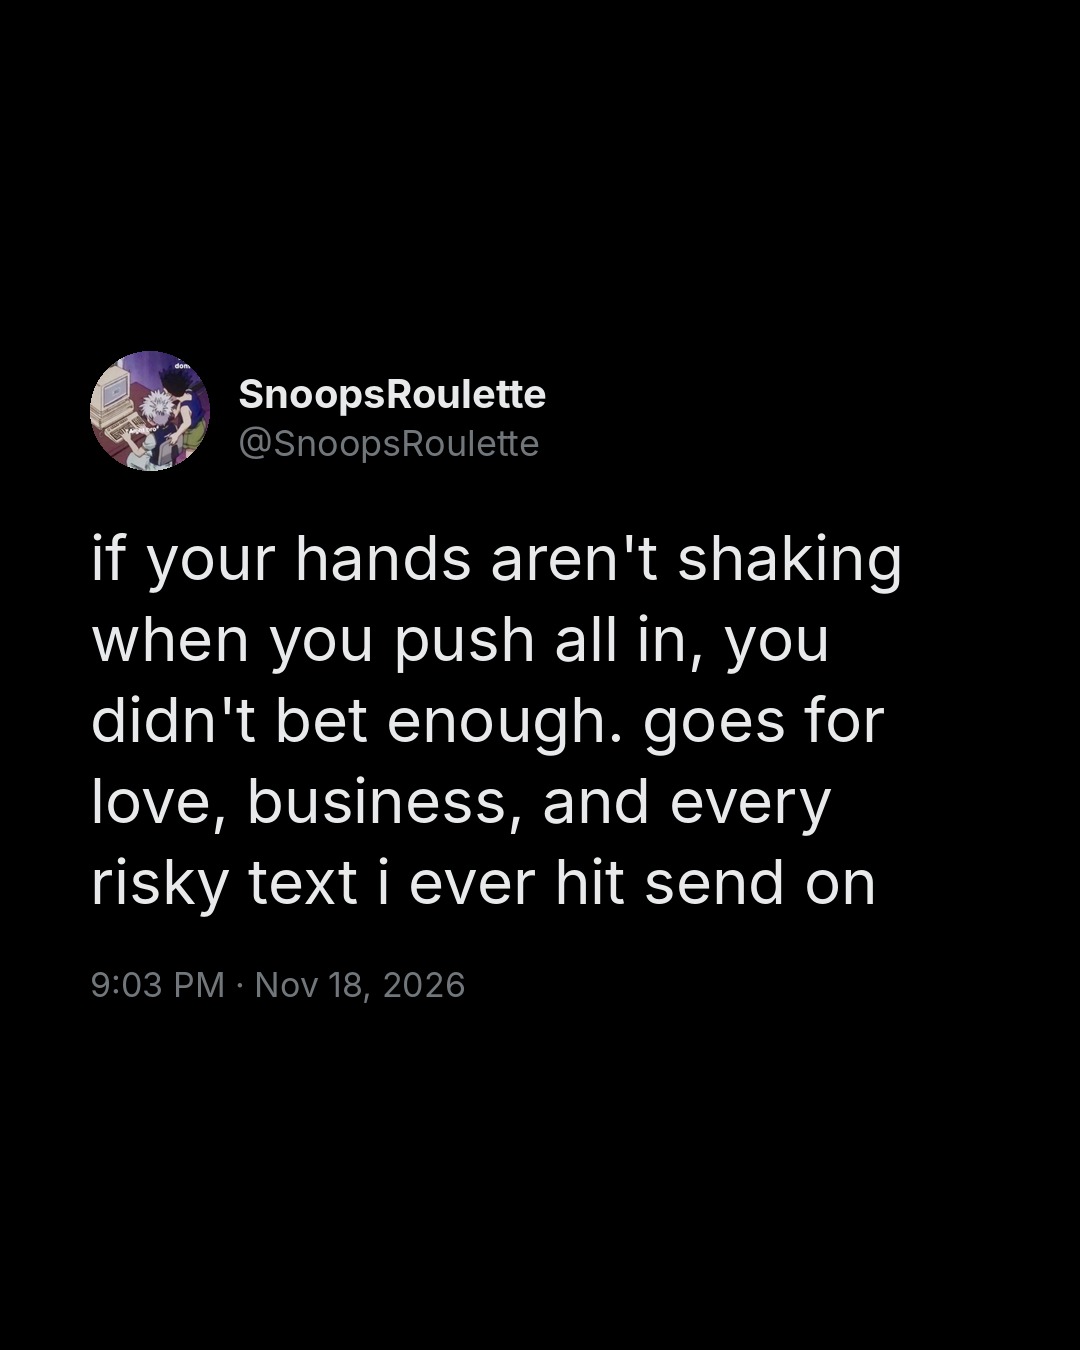 SnoopsRoulette
@SnoopsRoulette
if your hands aren't shaking
when you push all in, you
didn't bet enough. goes for
love, business, and every
risky text i ever hit send on
9:03 PM · Nov 18, 2026